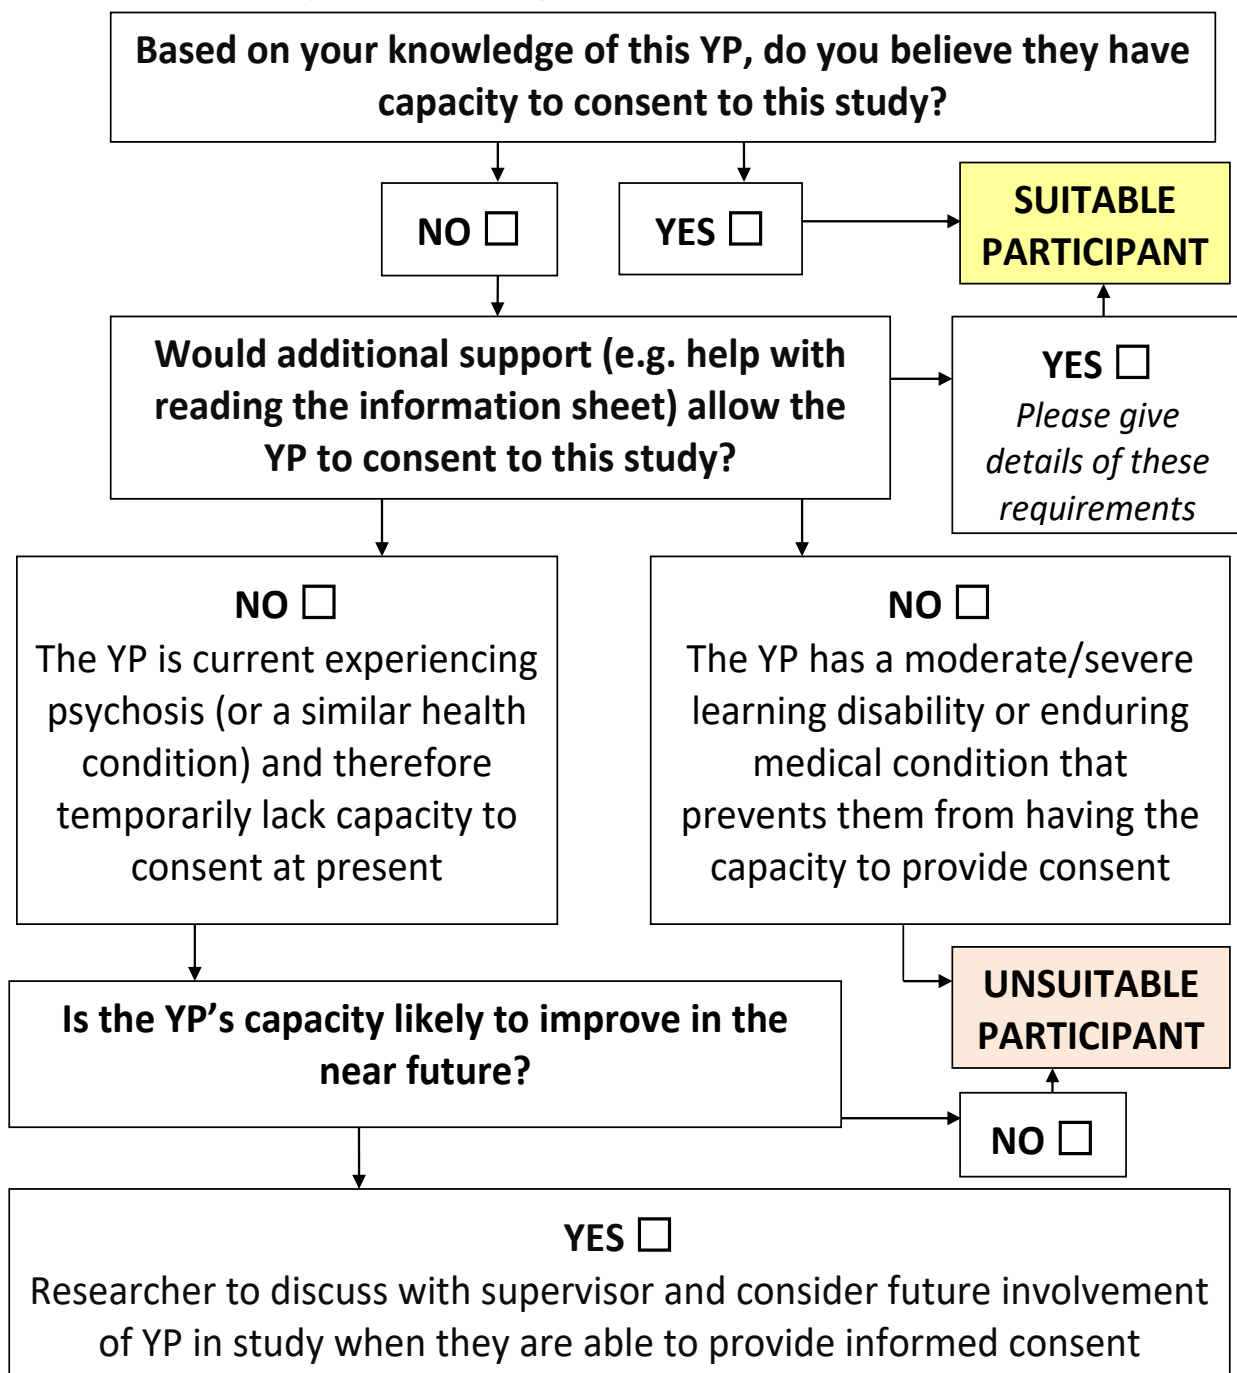 Based on your knowledge of this YP, do you believe they have
capacity to consent to this study?
NO ☐
YES ☐
SUITABLE
PARTICIPANT
Would additional support (e.g. help with
reading the information sheet) allow the
YP to consent to this study?
YES ☐
Please give
details of these
requirements
NO ☐
The YP is current experiencing
psychosis (or a similar health
condition) and therefore
temporarily lack capacity to
consent at present
NO ☐
The YP has a moderate/severe
learning disability or enduring
medical condition that
prevents them from having the
capacity to provide consent
UNSUITABLE
PARTICIPANT
Is the YP’s capacity likely to improve in the
near future?
NO ☐
YES ☐
Researcher to discuss with supervisor and consider future involvement
of YP in study when they are able to provide informed consent